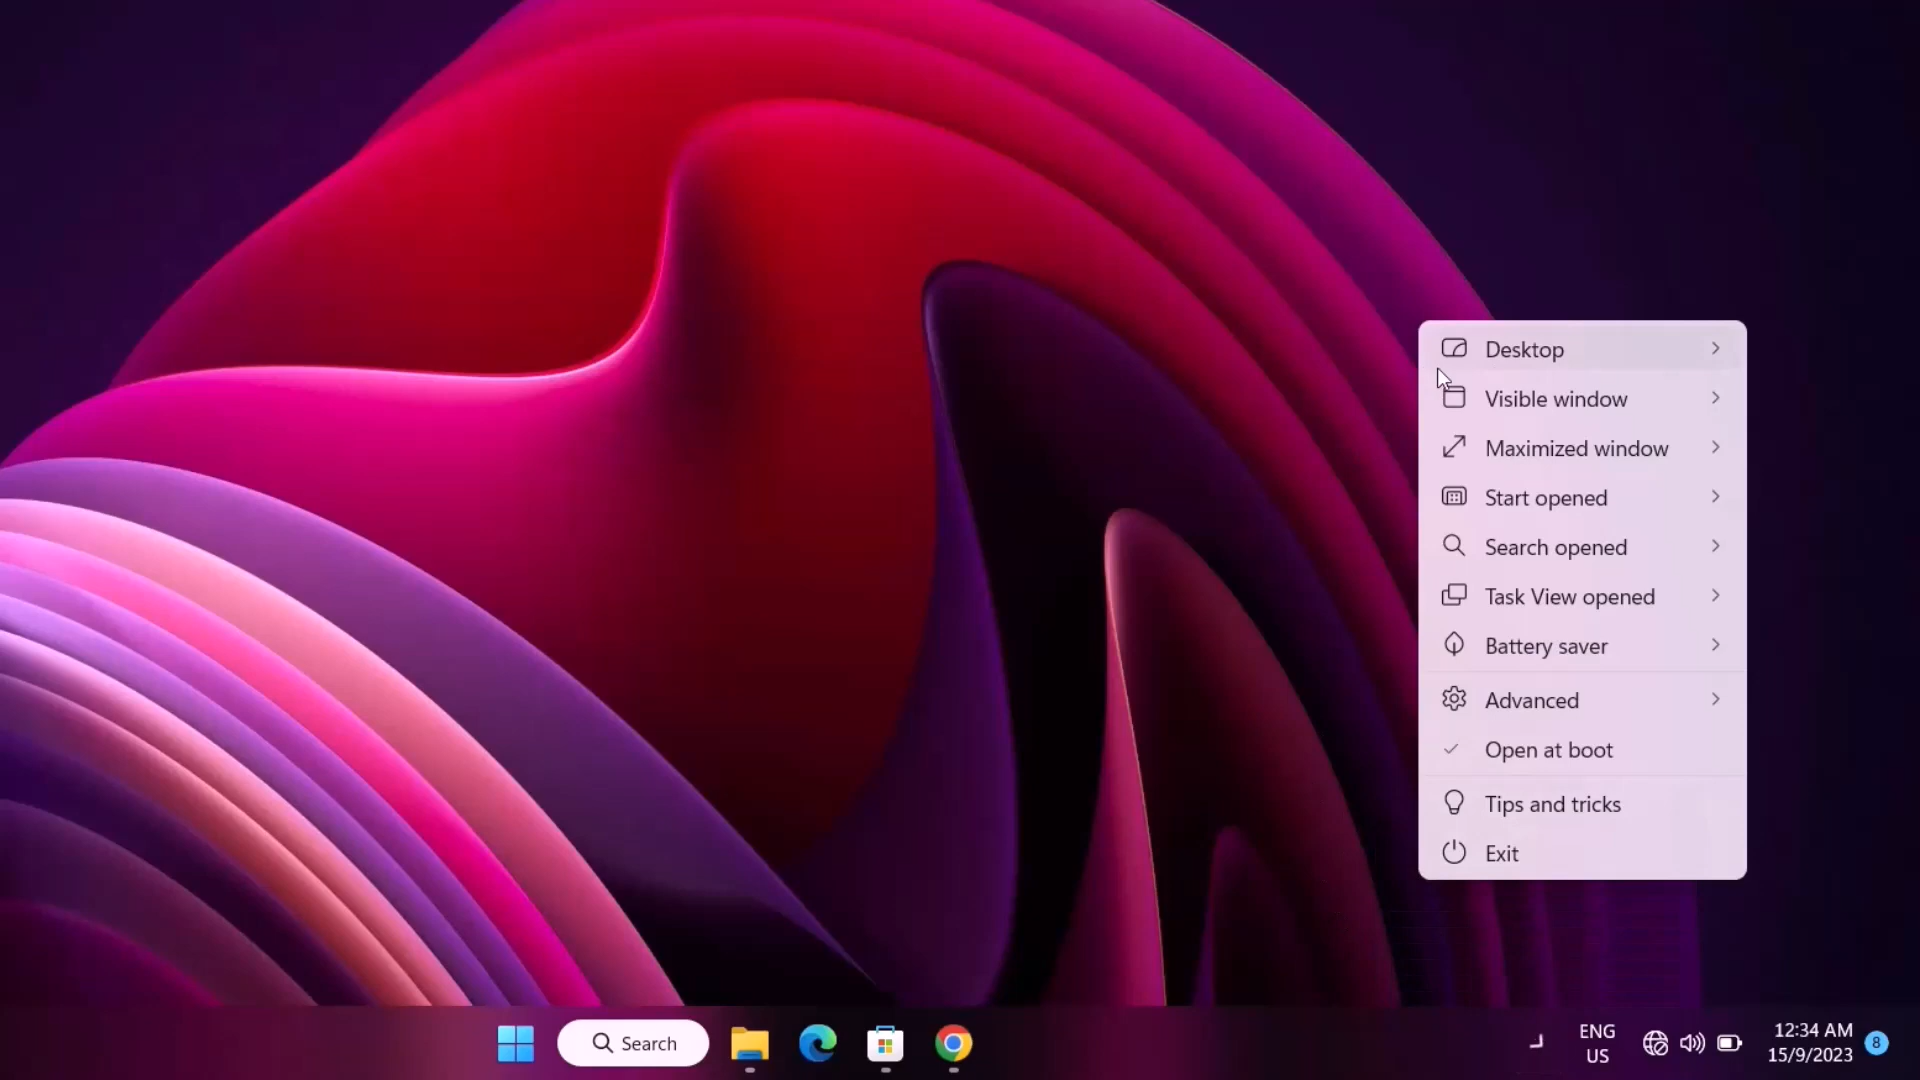 Desktop
Visible window
Maximized window
Start opened
Search opened
Task View opened
Battery saver
Advanced
Open at boot
Tips and tricks
Exit
Search
ENG
US
12:34 AM
15/9/2023
8